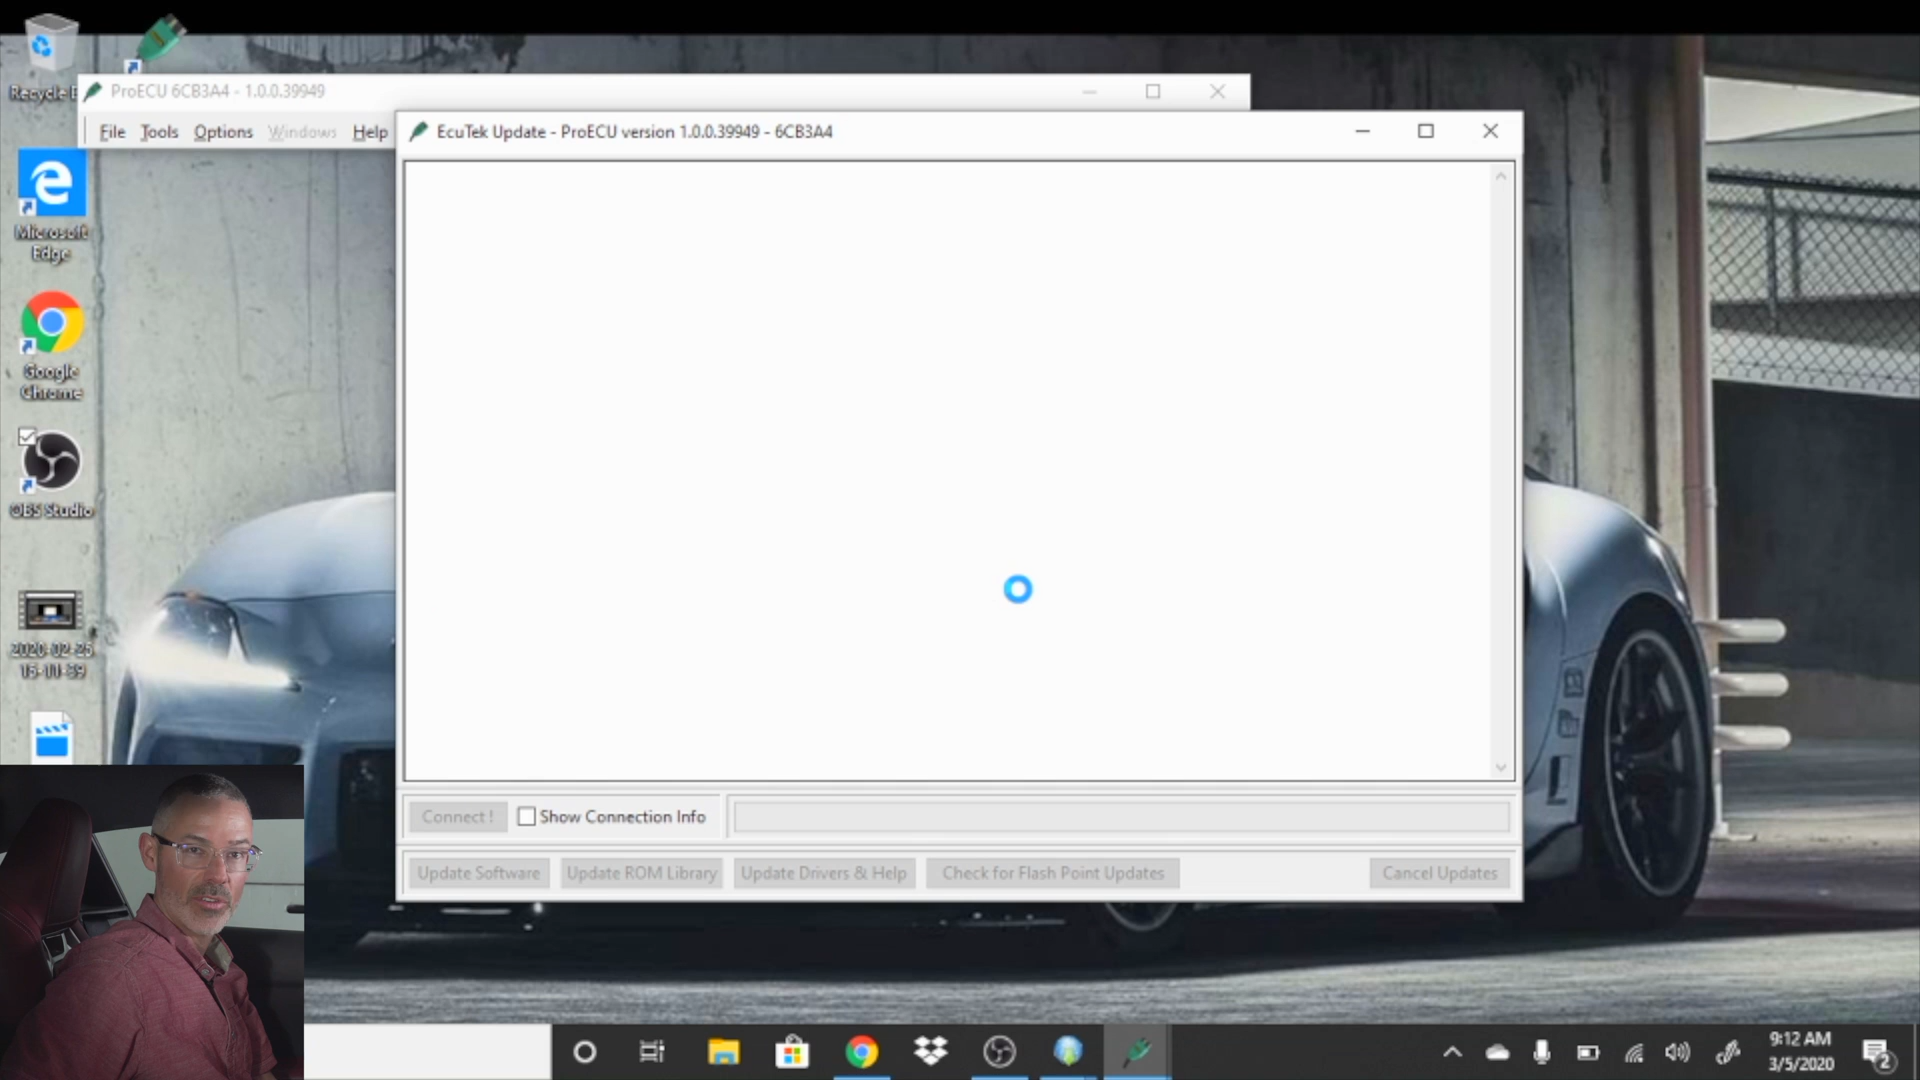 Recycle B
ProECU 6CB3A4 - 1.0.0.39949
File Tools Options Windows Help
EcuTek Update - ProECU version 1.0.0.39949 - 6CB3A4
Microsoft
Edge
Google
Chrome
OBS Studio
2020-02-25
15-11-39
Connect !
Show Connection Info
Update Software
Update ROM Library
Update Drivers & Help
Check for Flash Point Updates
Cancel Updates
9:12 AM
3/5/2020
2